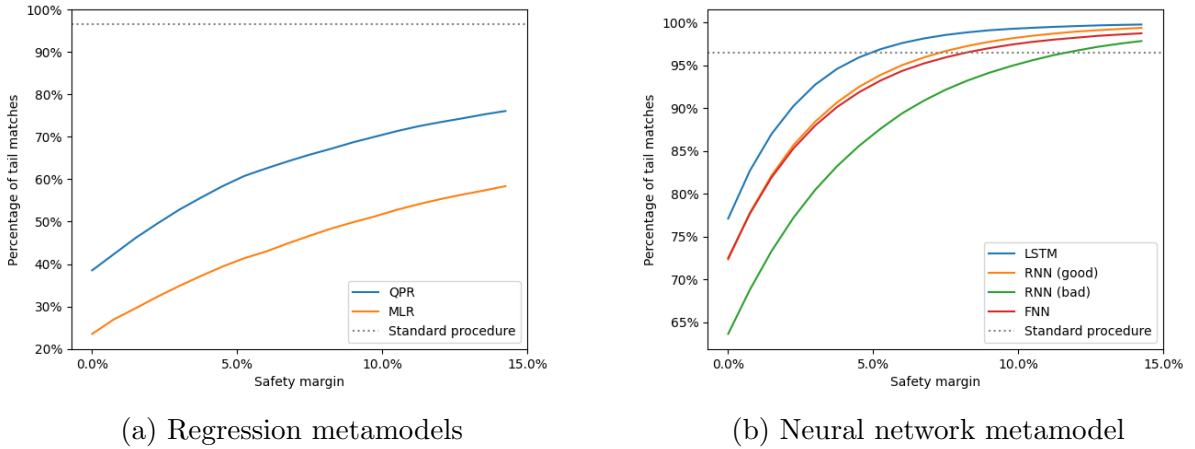 100%
90%
80%
70%
60%
50%
40%
30%
20%
Percentage of tail matches
0.0%
5.0%
10.0%
15.0%
Safety margin
QPR
MLR
Standard procedure
(a) Regression metamodels
100%
95%
90%
85%
80%
75%
70%
65%
Percentage of tail matches
0.0%
5.0%
10.0%
15.0%
Safety margin
LSTM
RNN (good)
RNN (bad)
FNN
Standard procedure
(b) Neural network metamodel